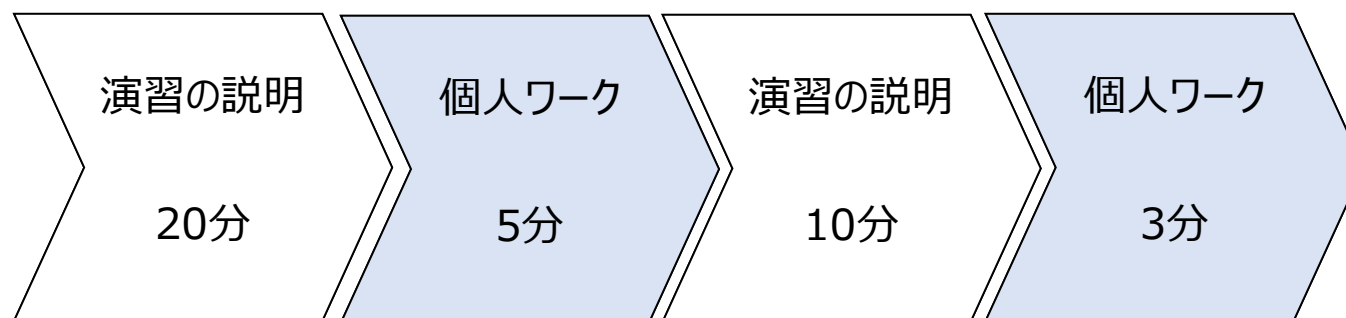 演習の説明
20分
個人ワーク
5分
演習の説明
10分
個人ワーク
3分